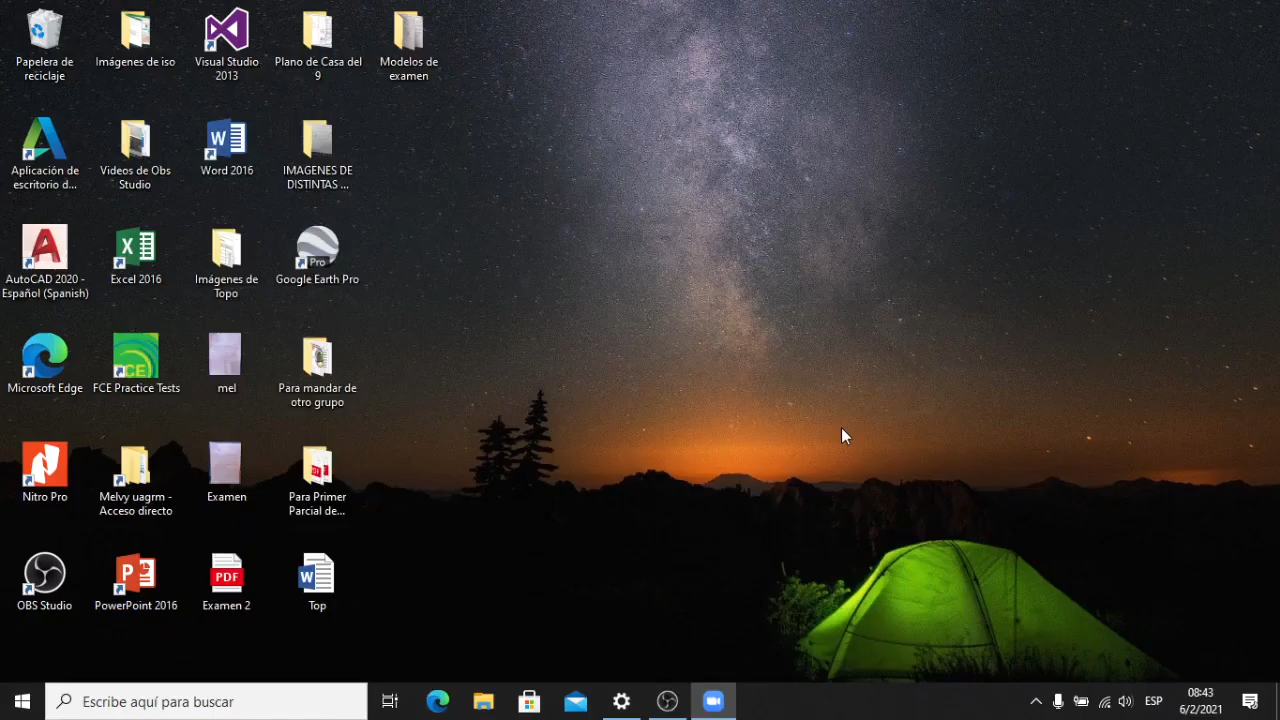 Papelera de
reciclaje
Imágenes de iso
Visual Studio
2013
Plano de Casa del
9
Modelos de
examen
Aplicación de
escritorio d...
Videos de Obs
Studio
Word 2016
IMAGENES DE
DISTINTAS ...
AutoCAD 2020 -
Español (Spanish)
Excel 2016
Imágenes de
Topo
Pro
Google Earth Pro
Microsoft Edge
FCE Practice Tests
mel
Para mandar de
otro grupo
Nitro Pro
Melvy uagrm -
Acceso directo
Examen
Para Primer
Parcial de...
OBS Studio
PowerPoint 2016
PDF
Examen 2
Top
Escribe aquí para buscar
ESP
08:43
6/2/2021